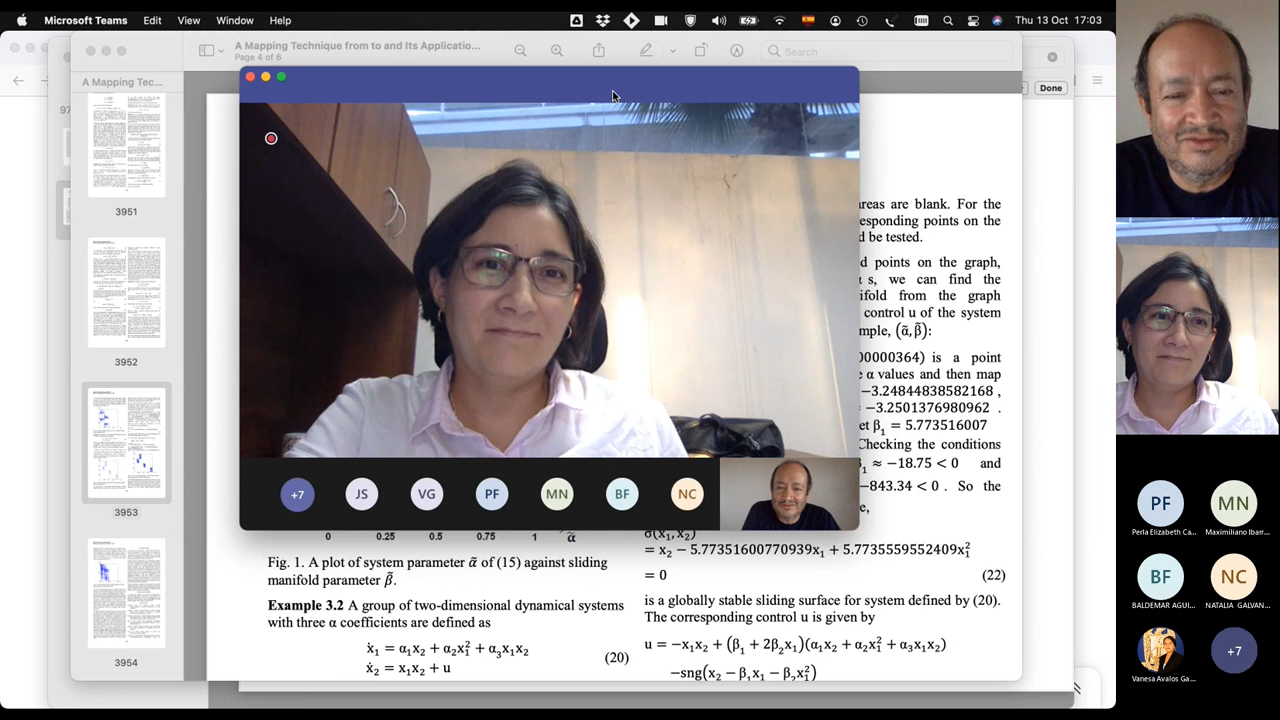 Microsoft Teams Edit View Window Help
Thu 13 Oct 17:03
A Mapping Technique from to and Its Applicatio...
Page 4 of 6
Search
A Mapping Tec...
Done
3951
3952
3953
3954
areas are blank. For the
esponding points on the
d be tested.
d points on the graph,
s, we can find the
ifold from the graph
control u of the system
mple, (α̃, β̃):
00000364) is a point
e α values and then map
−3.24844838582168 ,
= −3.2501376980962 .
et β₁ = 5.773516007
Checking the conditions
≈ −18.75 < 0 and
−843.34 < 0 . So the
e,
+7
JS
VG
PF
MN
BF
NC
0 0.25 0.5 0.75 1 α̃
Fig. 1. A plot of system parameter α̃ of (15) against sliding
manifold parameter β̃.
Example 3.2 A group of two-dimensional dynamical systems
with three α coefficients are defined as
ẋ₁ = α₁x₂ + α₂x₁² + α₃x₁x₂
ẋ₂ = x₁x₂ + u
(20)
σ(x₁, x₂)
= x₂ − 5.77351600770939x₁ + 5.7735559552409x₁²
= 0 (22)
is a globally stable sliding surface for system defined by (20).
The corresponding control u is given by
u = −x₁x₂ + (β₁ + 2β₂x₁)(α₁x₂ + α₂x₁² + α₃x₁x₂)
−sng(x₂ − β₁x₁ − β₂x₁²)
PF
Perla Elizabeth Ca...
MN
Maximiliano Ibarr...
BF
BALDEMAR AGUI...
NC
NATALIA GALVAN...
Vanesa Avalos Ga...
+7